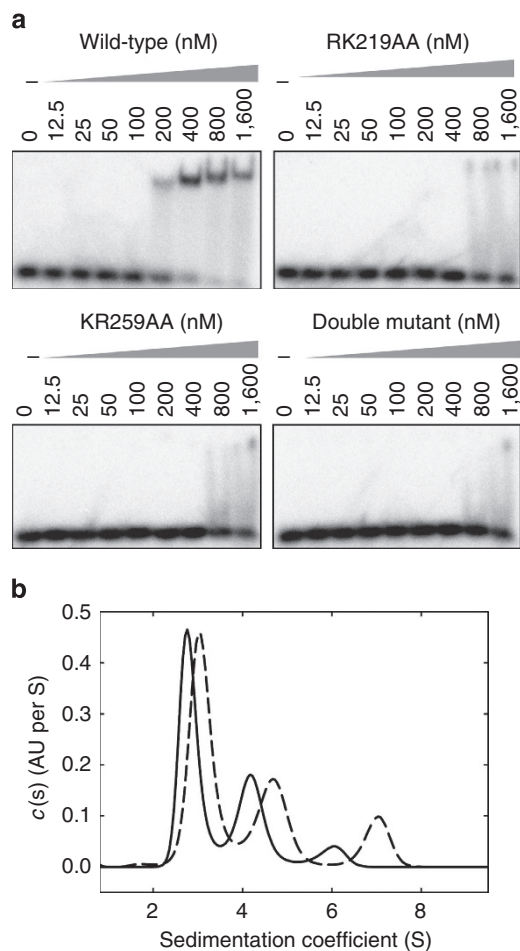 a
Wild-type (nM)
RK219AA (nM)
– 0 12.5 25 50 100 200 400 800 1,600
– 0 12.5 25 50 100 200 400 800 1,600
KR259AA (nM)
Double mutant (nM)
– 0 12.5 25 50 100 200 400 800 1,600
– 0 12.5 25 50 100 200 400 800 1,600
b
0.5
0.4
0.3
0.2
0.1
0.0
c(s) (AU per S)
2 4 6 8
Sedimentation coefficient (S)